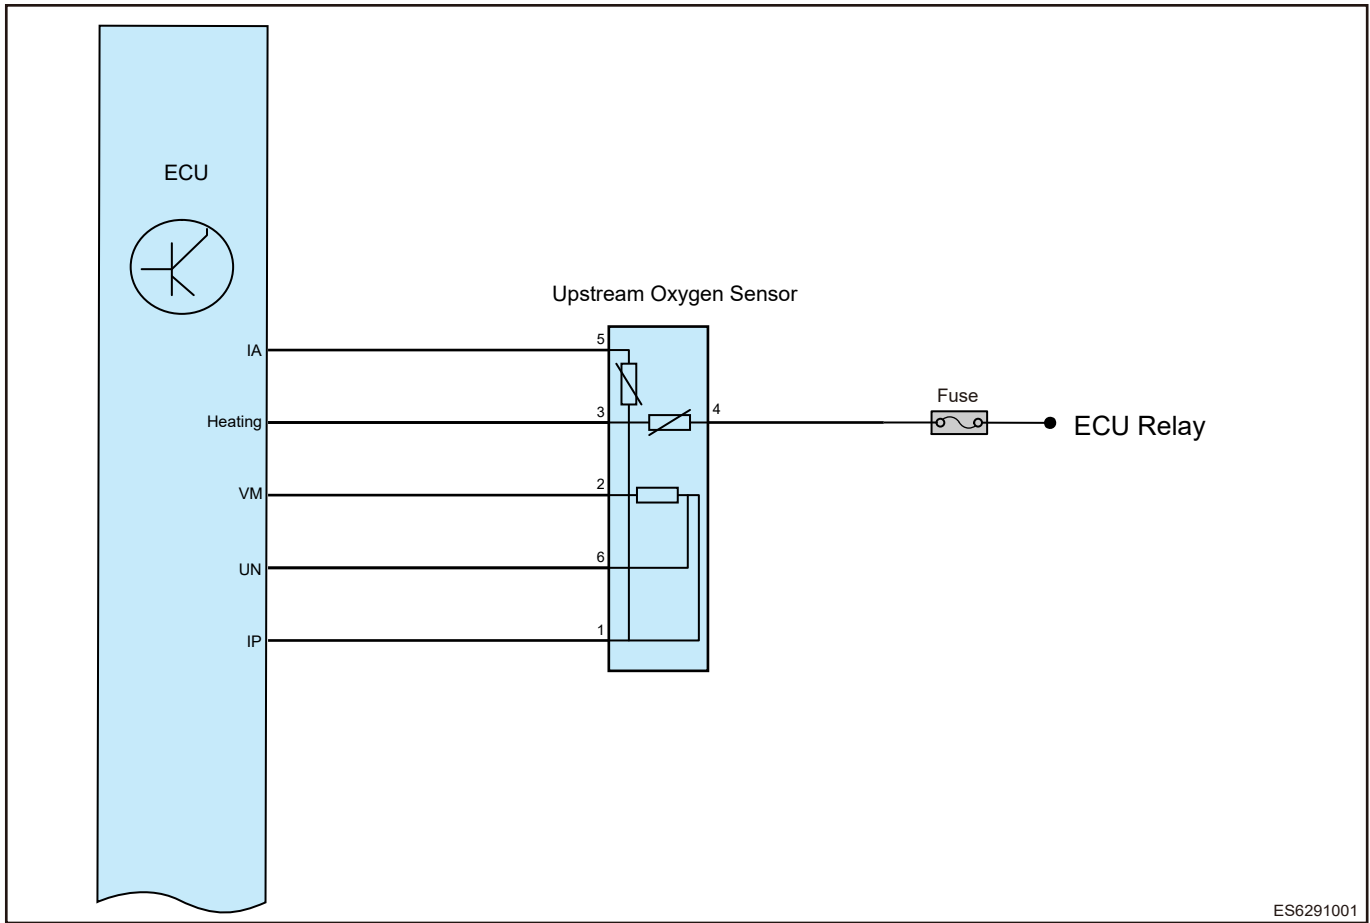 ECU
Upstream Oxygen Sensor
IA
5
Heating
3
4
Fuse
ECU Relay
VM
2
UN
6
IP
1
ES6291001